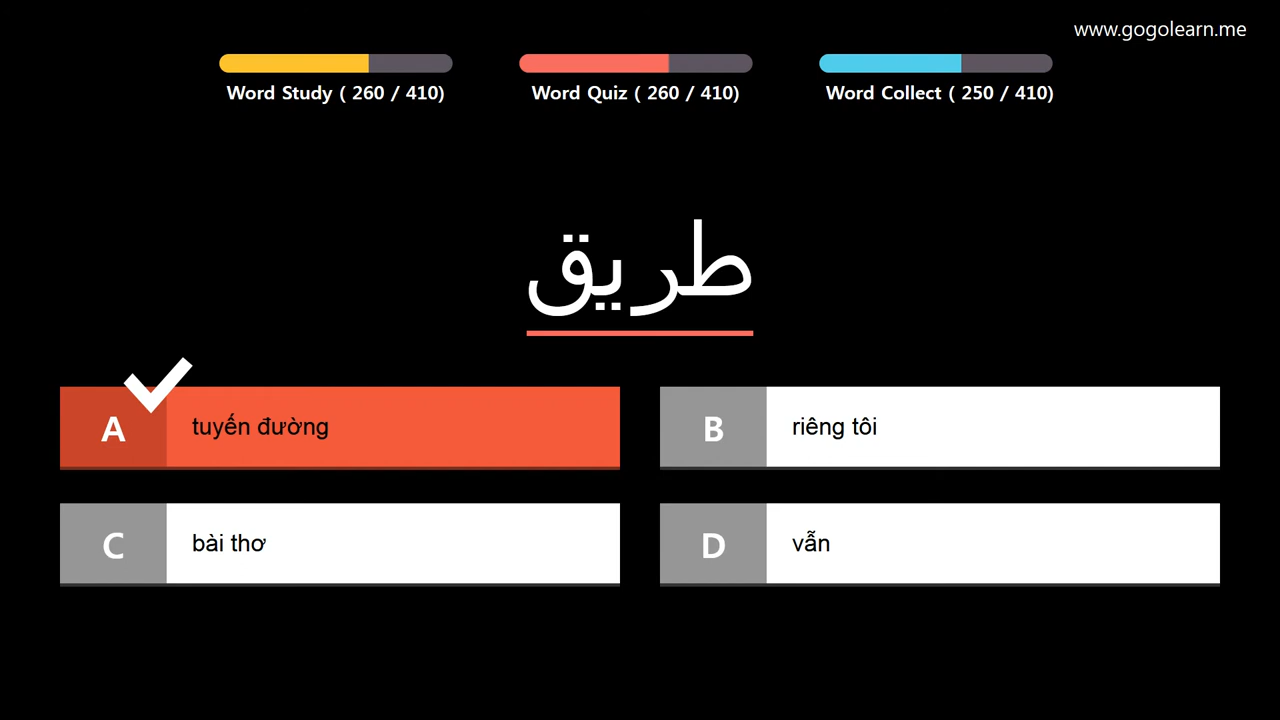 www.gogolearn.me
Word Study ( 260 / 410)
Word Quiz ( 260 / 410)
Word Collect ( 250 / 410)
طريق
A tuyến đường
B riêng tôi
C bài thơ
D vẫn